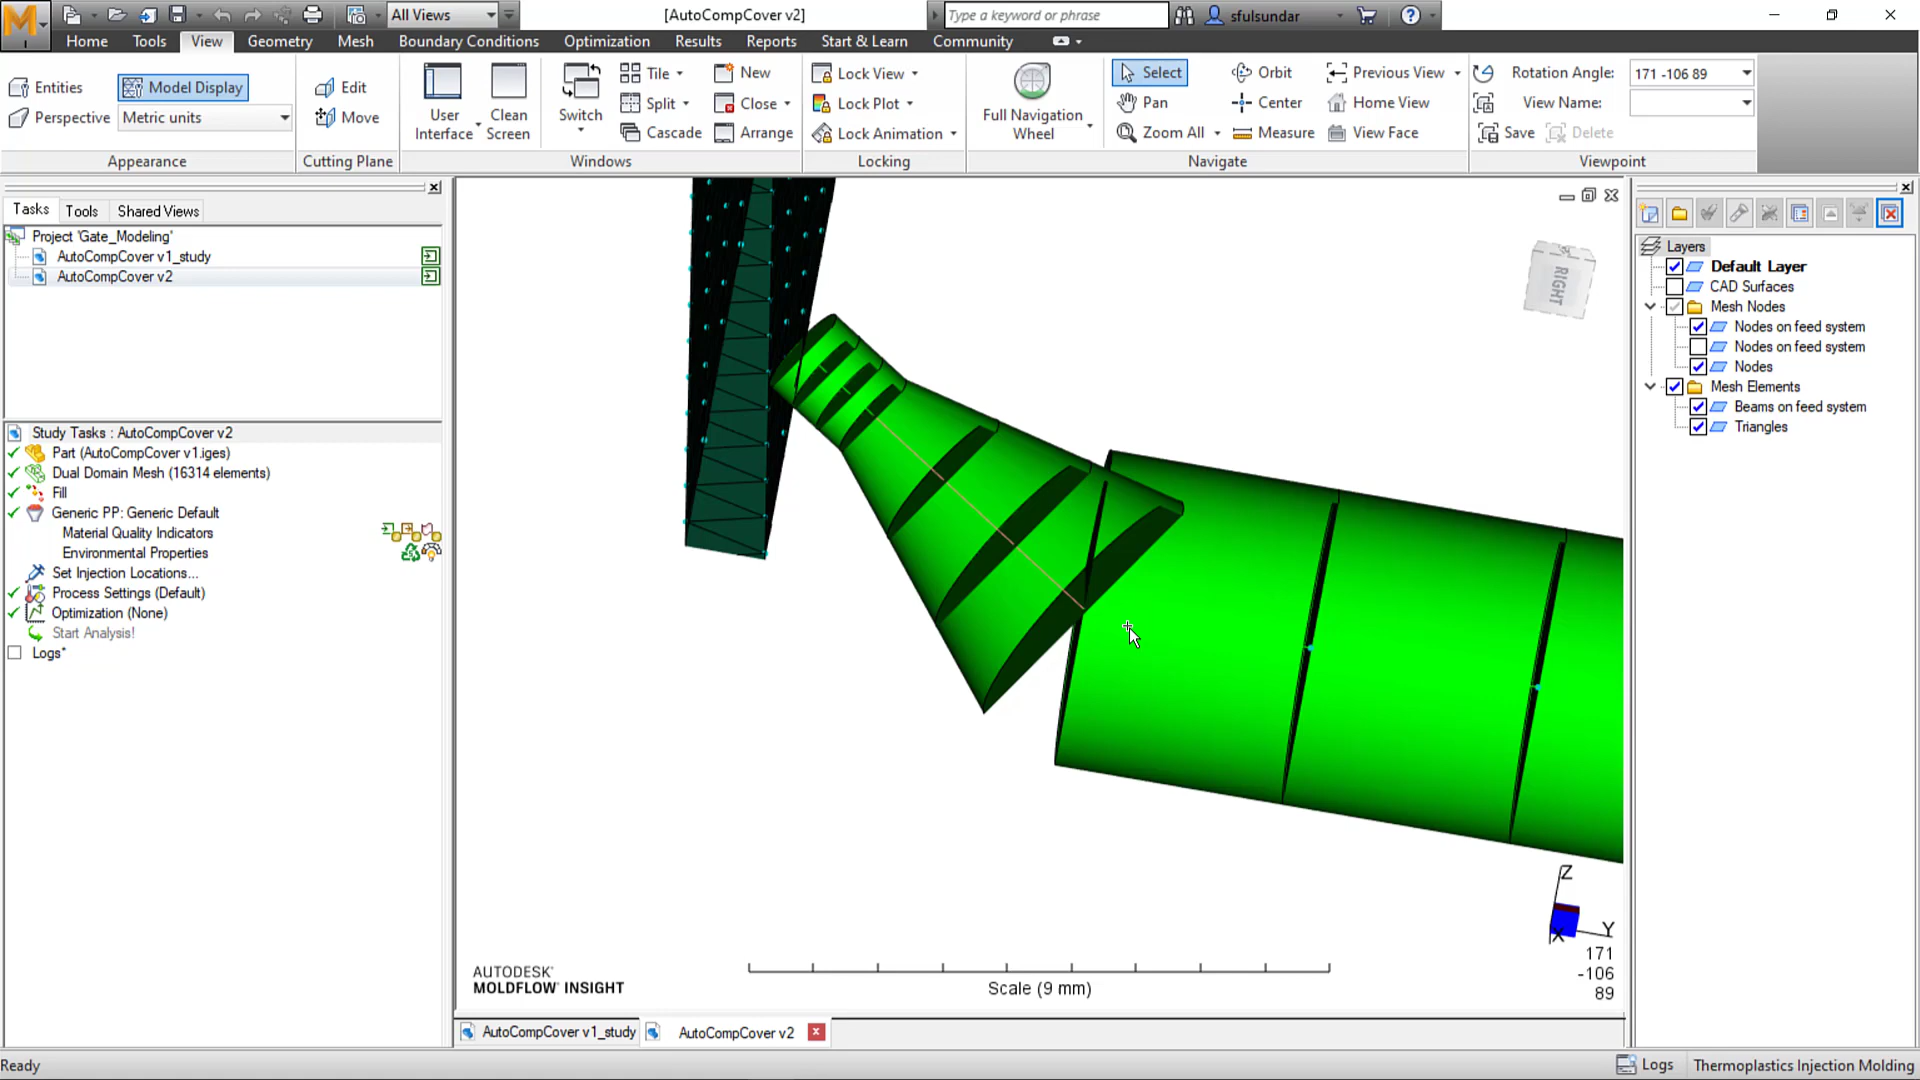 All Views
[AutoCompCover v2]
Type a keyword or phrase
sfulsundar
Home Tools View Geometry Mesh Boundary Conditions Optimization Results Reports Start & Learn Community
Entities
Model Display
Perspective
Metric units
Appearance
Edit
Move
Cutting Plane
User Interface
Clean Screen
Switch
Tile
Split
Cascade
New
Close
Arrange
Windows
Lock View
Lock Plot
Lock Animation
Locking
Full Navigation Wheel
Select
Pan
Zoom All
Orbit
Center
Measure
Previous View
Home View
View Face
Navigate
Rotation Angle: 171 -106 89
View Name:
Save
Delete
Viewpoint
Tasks Tools Shared Views
Project 'Gate_Modeling'
AutoCompCover v1_study
AutoCompCover v2
Study Tasks : AutoCompCover v2
Part (AutoCompCover v1.iges)
Dual Domain Mesh (16314 elements)
Fill
Generic PP: Generic Default
Material Quality Indicators
Environmental Properties
Set Injection Locations...
Process Settings (Default)
Optimization (None)
Start Analysis!
Logs*
RIGHT
Z
Y
X
171
-106
89
AUTODESK®
MOLDFLOW® INSIGHT
Scale (9 mm)
AutoCompCover v1_study
AutoCompCover v2
Layers
Default Layer
CAD Surfaces
Mesh Nodes
Nodes on feed system
Nodes on feed system
Nodes
Mesh Elements
Beams on feed system
Triangles
Ready
Logs
Thermoplastics Injection Molding